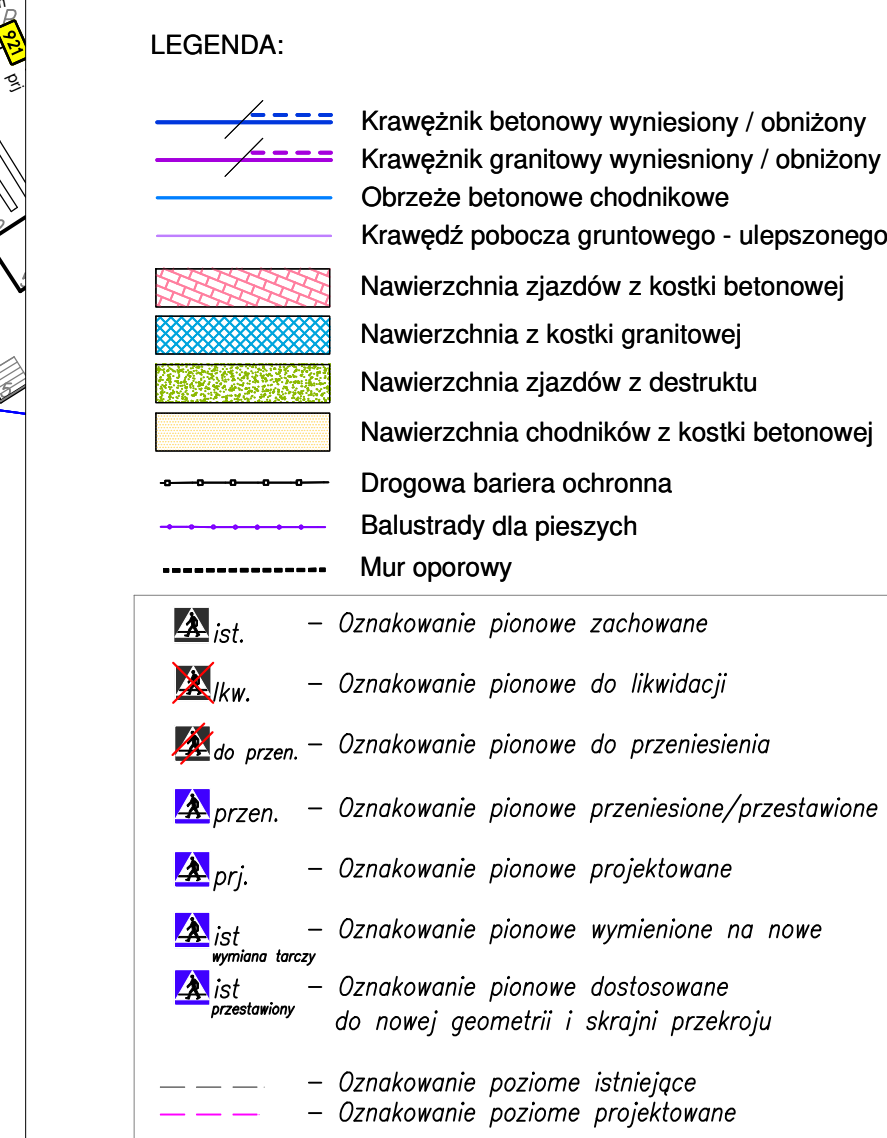 921
prj
LEGENDA:
Krawężnik betonowy wyniesiony / obniżony
Krawężnik granitowy wyniesniony / obniżony
Obrzeże betonowe chodnikowe
Krawędź pobocza gruntowego - ulepszonego
Nawierzchnia zjazdów z kostki betonowej
Nawierzchnia z kostki granitowej
Nawierzchnia zjazdów z destruktu
Nawierzchnia chodników z kostki betonowej
Drogowa bariera ochronna
Balustrady dla pieszych
Mur oporowy
ist. – Oznakowanie pionowe zachowane
lkw. – Oznakowanie pionowe do likwidacji
do przen. – Oznakowanie pionowe do przeniesienia
przen. – Oznakowanie pionowe przeniesione/przestawione
prj. – Oznakowanie pionowe projektowane
ist – Oznakowanie pionowe wymienione na nowe
wymiana tarczy
ist – Oznakowanie pionowe dostosowane
przestawiony
do nowej geometrii i skrajni przekroju
– Oznakowanie poziome istniejące
– Oznakowanie poziome projektowane